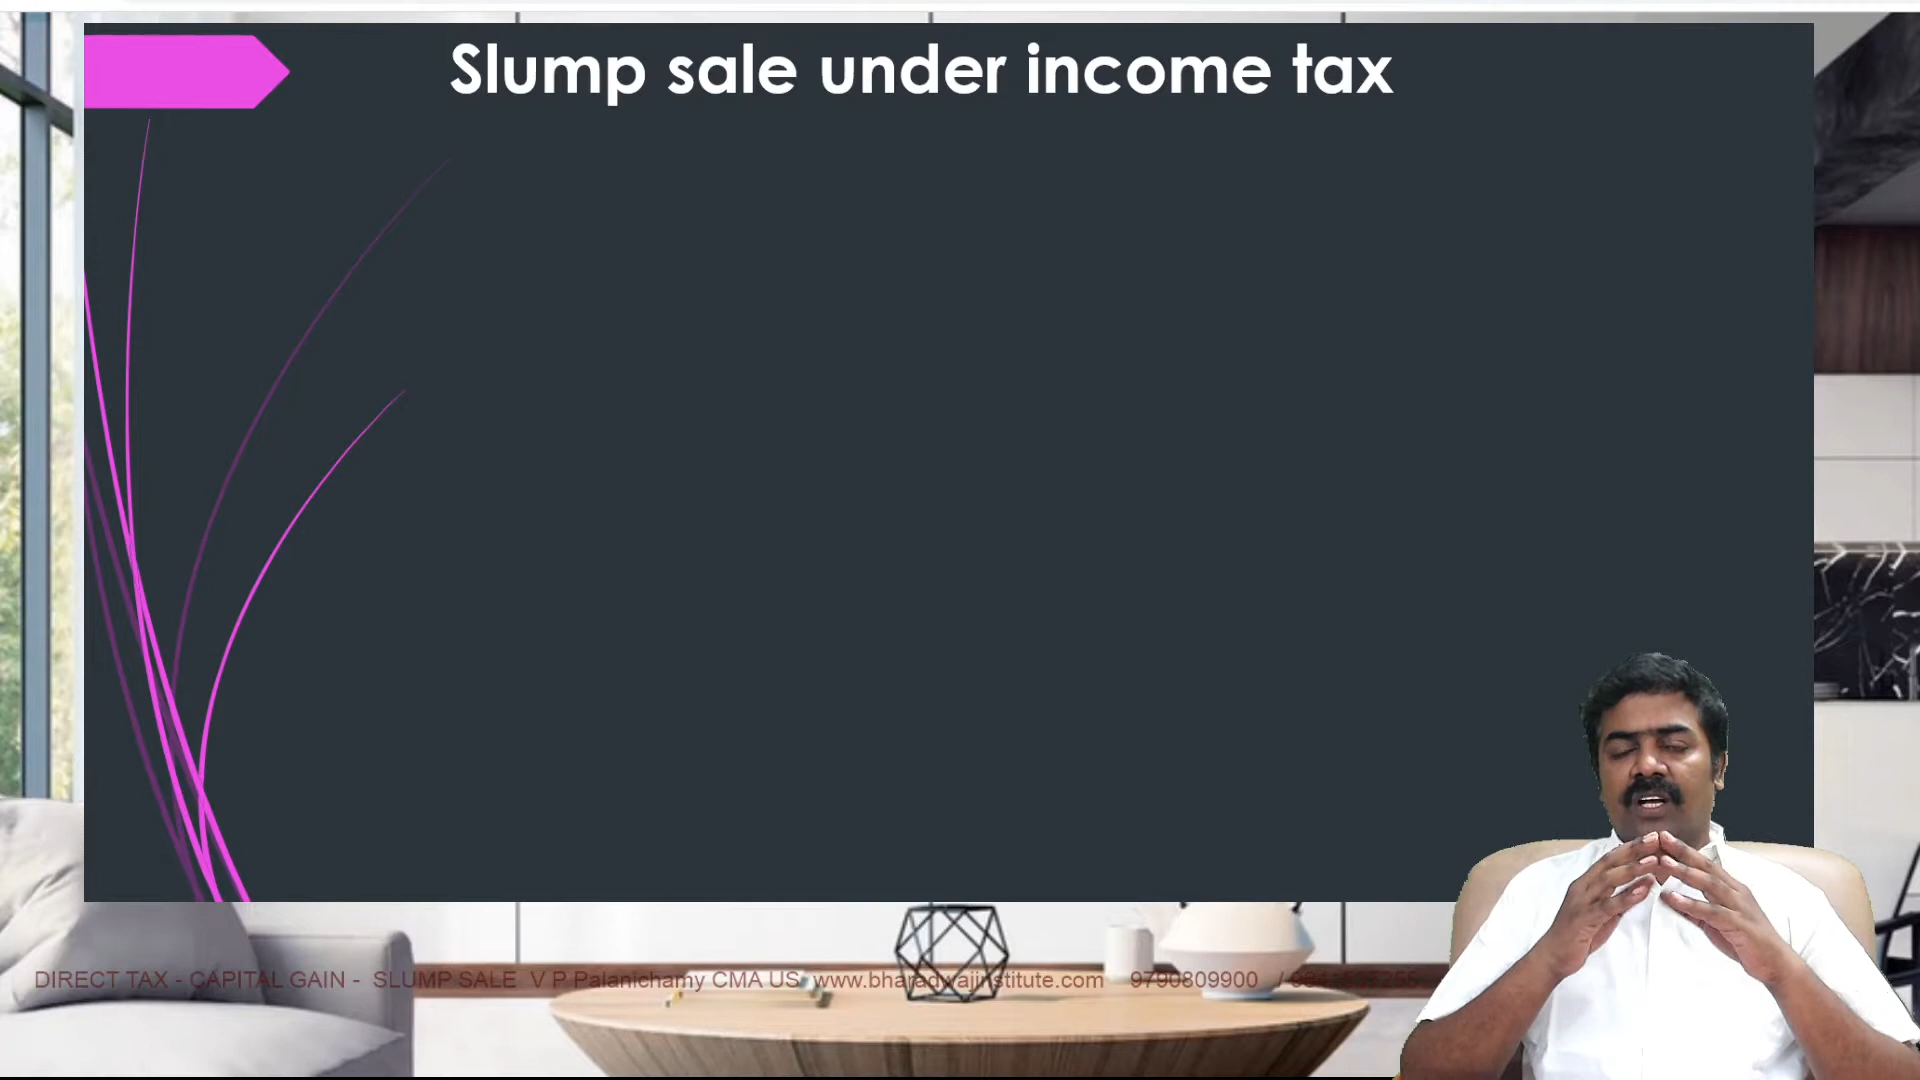 Slump sale under income tax
DIRECT TAX - CAPITAL GAIN - SLUMP SALE V P Palanichamy CMA US www.bharadwajinstitute.com 9790809900 /